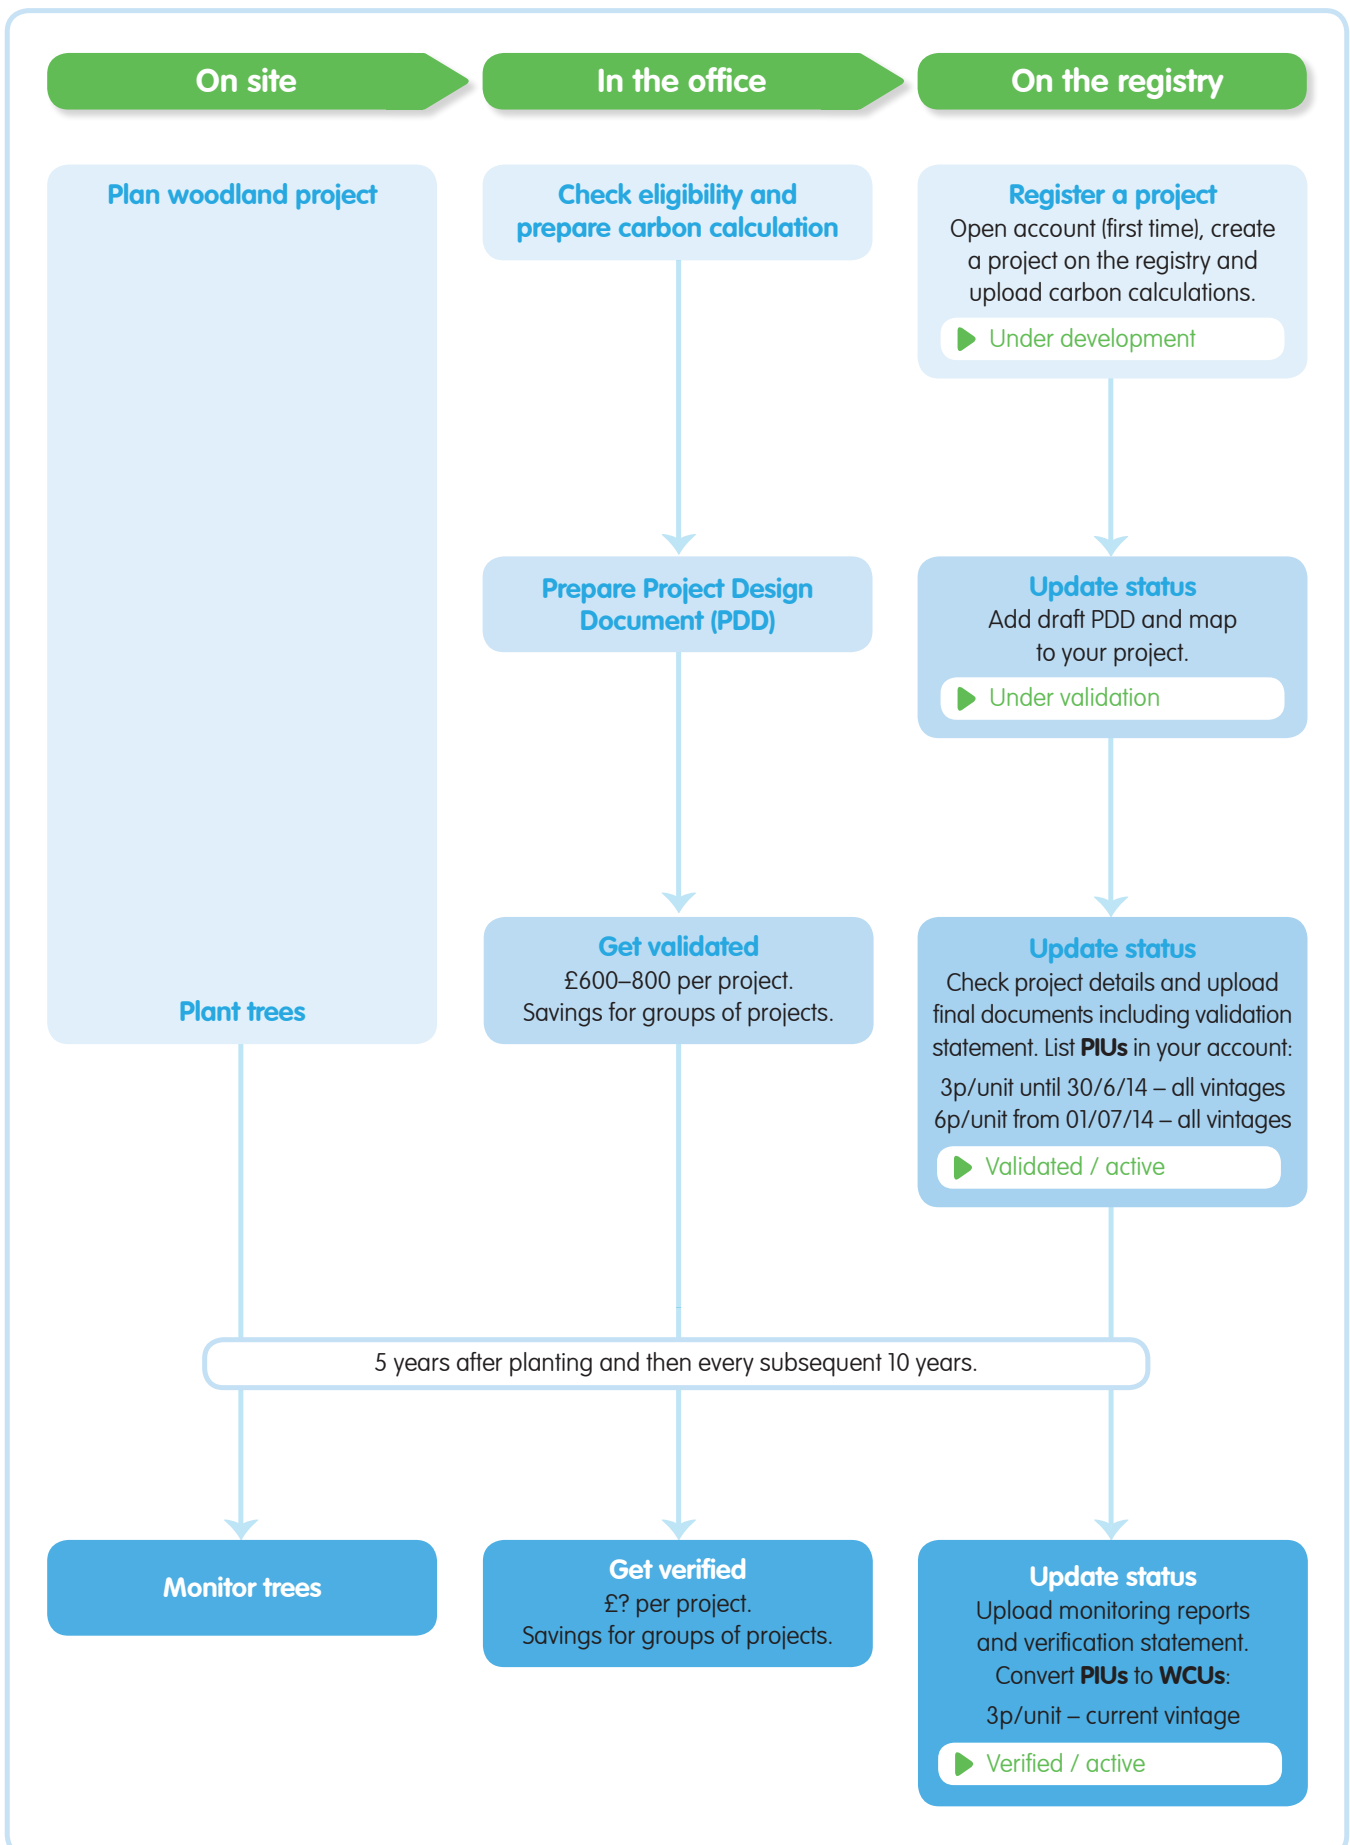 On site
In the office
On the registry
Plan woodland project
Plant trees
Check eligibility and
prepare carbon calculation
Register a project
Open account (first time), create
a project on the registry and
upload carbon calculations.
Under development
Prepare Project Design
Document (PDD)
Update status
Add draft PDD and map
to your project.
Under validation
Get validated
£600–800 per project.
Savings for groups of projects.
Update status
Check project details and upload
final documents including validation
statement. List PIUs in your account:
3p/unit until 30/6/14 – all vintages
6p/unit from 01/07/14 – all vintages
Validated / active
5 years after planting and then every subsequent 10 years.
Monitor trees
Get verified
£? per project.
Savings for groups of projects.
Update status
Upload monitoring reports
and verification statement.
Convert PIUs to WCUs:
3p/unit – current vintage
Verified / active